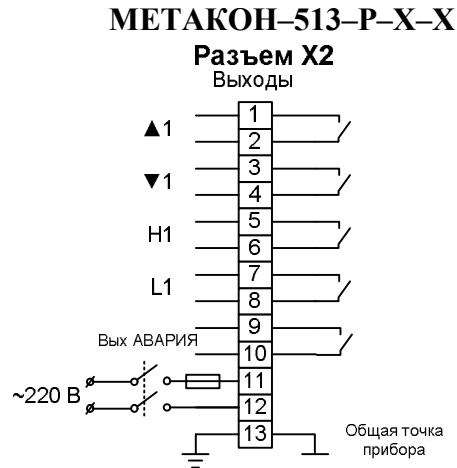 МЕТАКОН–513–Р–Х–Х
Разъем X2
Выходы
▲1
1
2
▼1
3
4
H1
5
6
L1
7
8
Вых АВАРИЯ
9
10
~220 В
11
12
13
Общая точка
прибора